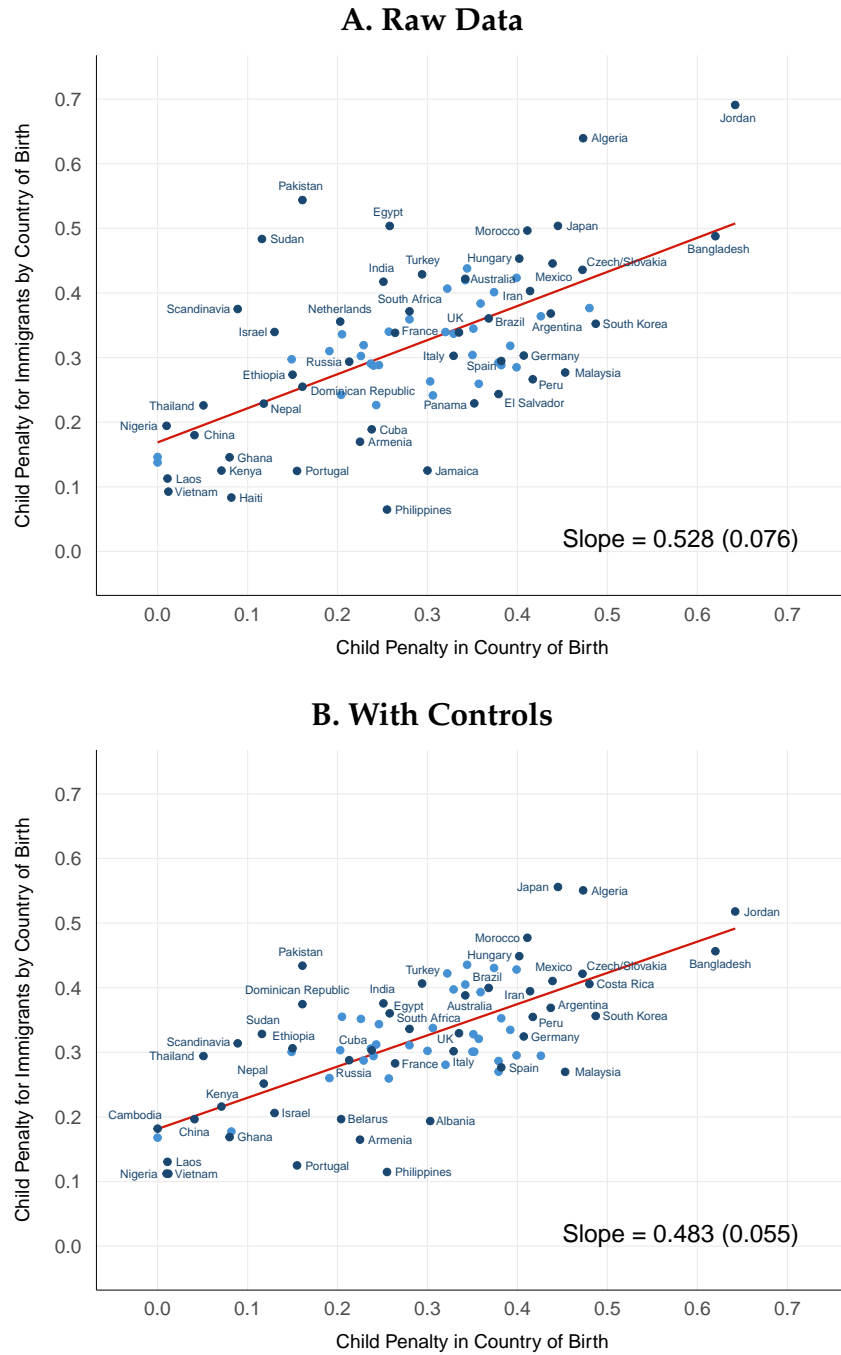 A. Raw Data
Child Penalty for Immigrants by Country of Birth
0.7
0.6
0.5
0.4
0.3
0.2
0.1
0.0
Jordan
Algeria
Pakistan
Egypt
Sudan
Morocco
Japan
Bangladesh
Hungary
Turkey
Czech/Slovakia
India
Australia
Mexico
South Africa
Iran
Scandinavia
Netherlands
UK
Brazil
Argentina
South Korea
Israel
France
Russia
Italy
Germany
Spain
Ethiopia
Malaysia
Dominican Republic
Peru
Thailand
Nepal
Panama
El Salvador
Nigeria
China
Cuba
Armenia
Ghana
Kenya
Portugal
Jamaica
Laos
Vietnam
Haiti
Philippines
Slope = 0.528 (0.076)
0.0 0.1 0.2 0.3 0.4 0.5 0.6 0.7
Child Penalty in Country of Birth
B. With Controls
Child Penalty for Immigrants by Country of Birth
0.7
0.6
0.5
0.4
0.3
0.2
0.1
0.0
Japan
Algeria
Jordan
Morocco
Pakistan
Hungary
Bangladesh
Turkey
Czech/Slovakia
Mexico
Brazil
Costa Rica
Dominican Republic
India
Iran
Egypt
Australia
Argentina
South Korea
Sudan
South Africa
Peru
Scandinavia
Ethiopia
Cuba
UK
Germany
Thailand
France
Italy
Russia
Spain
Malaysia
Nepal
Kenya
Cambodia
Israel
Belarus
Albania
China
Ghana
Armenia
Laos
Portugal
Nigeria
Vietnam
Philippines
Slope = 0.483 (0.055)
0.0 0.1 0.2 0.3 0.4 0.5 0.6 0.7
Child Penalty in Country of Birth